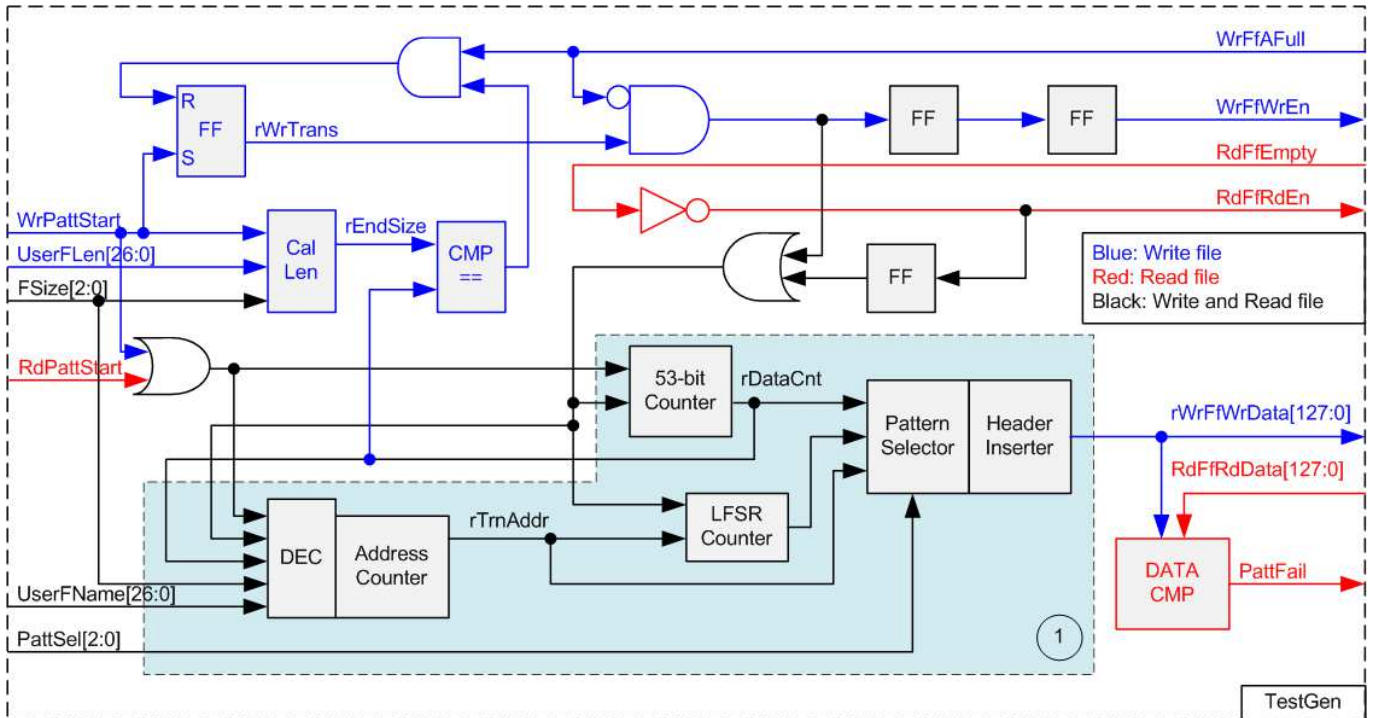 WrFfAFull
R
FF
S
rWrTrans
FF
FF
WrFfWrEn
RdFfEmpty
RdFfRdEn
WrPattStart
UserFLen[26:0]
FSize[2:0]
Cal
Len
rEndSize
CMP
==
FF
Blue: Write file
Red: Read file
Black: Write and Read file
RdPattStart
53-bit
Counter
rDataCnt
Pattern
Selector
Header
Inserter
rWrFfWrData[127:0]
RdFfRdData[127:0]
LFSR
Counter
rTrnAddr
DEC
Address
Counter
DATA
CMP
PattFail
UserFName[26:0]
PattSel[2:0]
1
TestGen